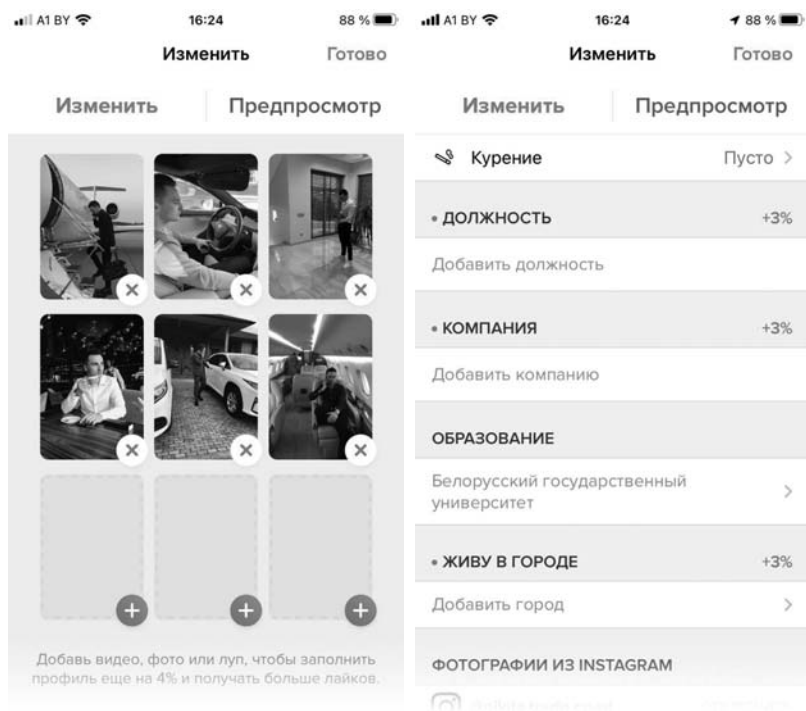 A1 BY 16:24 88 %
Изменить Готово
Изменить Предпросмотр
Добавь видео, фото или луп, чтобы заполнить
профиль еще на 4% и получать больше лайков.
A1 BY 16:24 88 %
Изменить Готово
Изменить Предпросмотр
Курение Пусто
• ДОЛЖНОСТЬ +3%
Добавить должность
• КОМПАНИЯ +3%
Добавить компанию
ОБРАЗОВАНИЕ
Белорусский государственный
университет
• ЖИВУ В ГОРОДЕ +3%
Добавить город
ФОТОГРАФИИ ИЗ INSTAGRAM